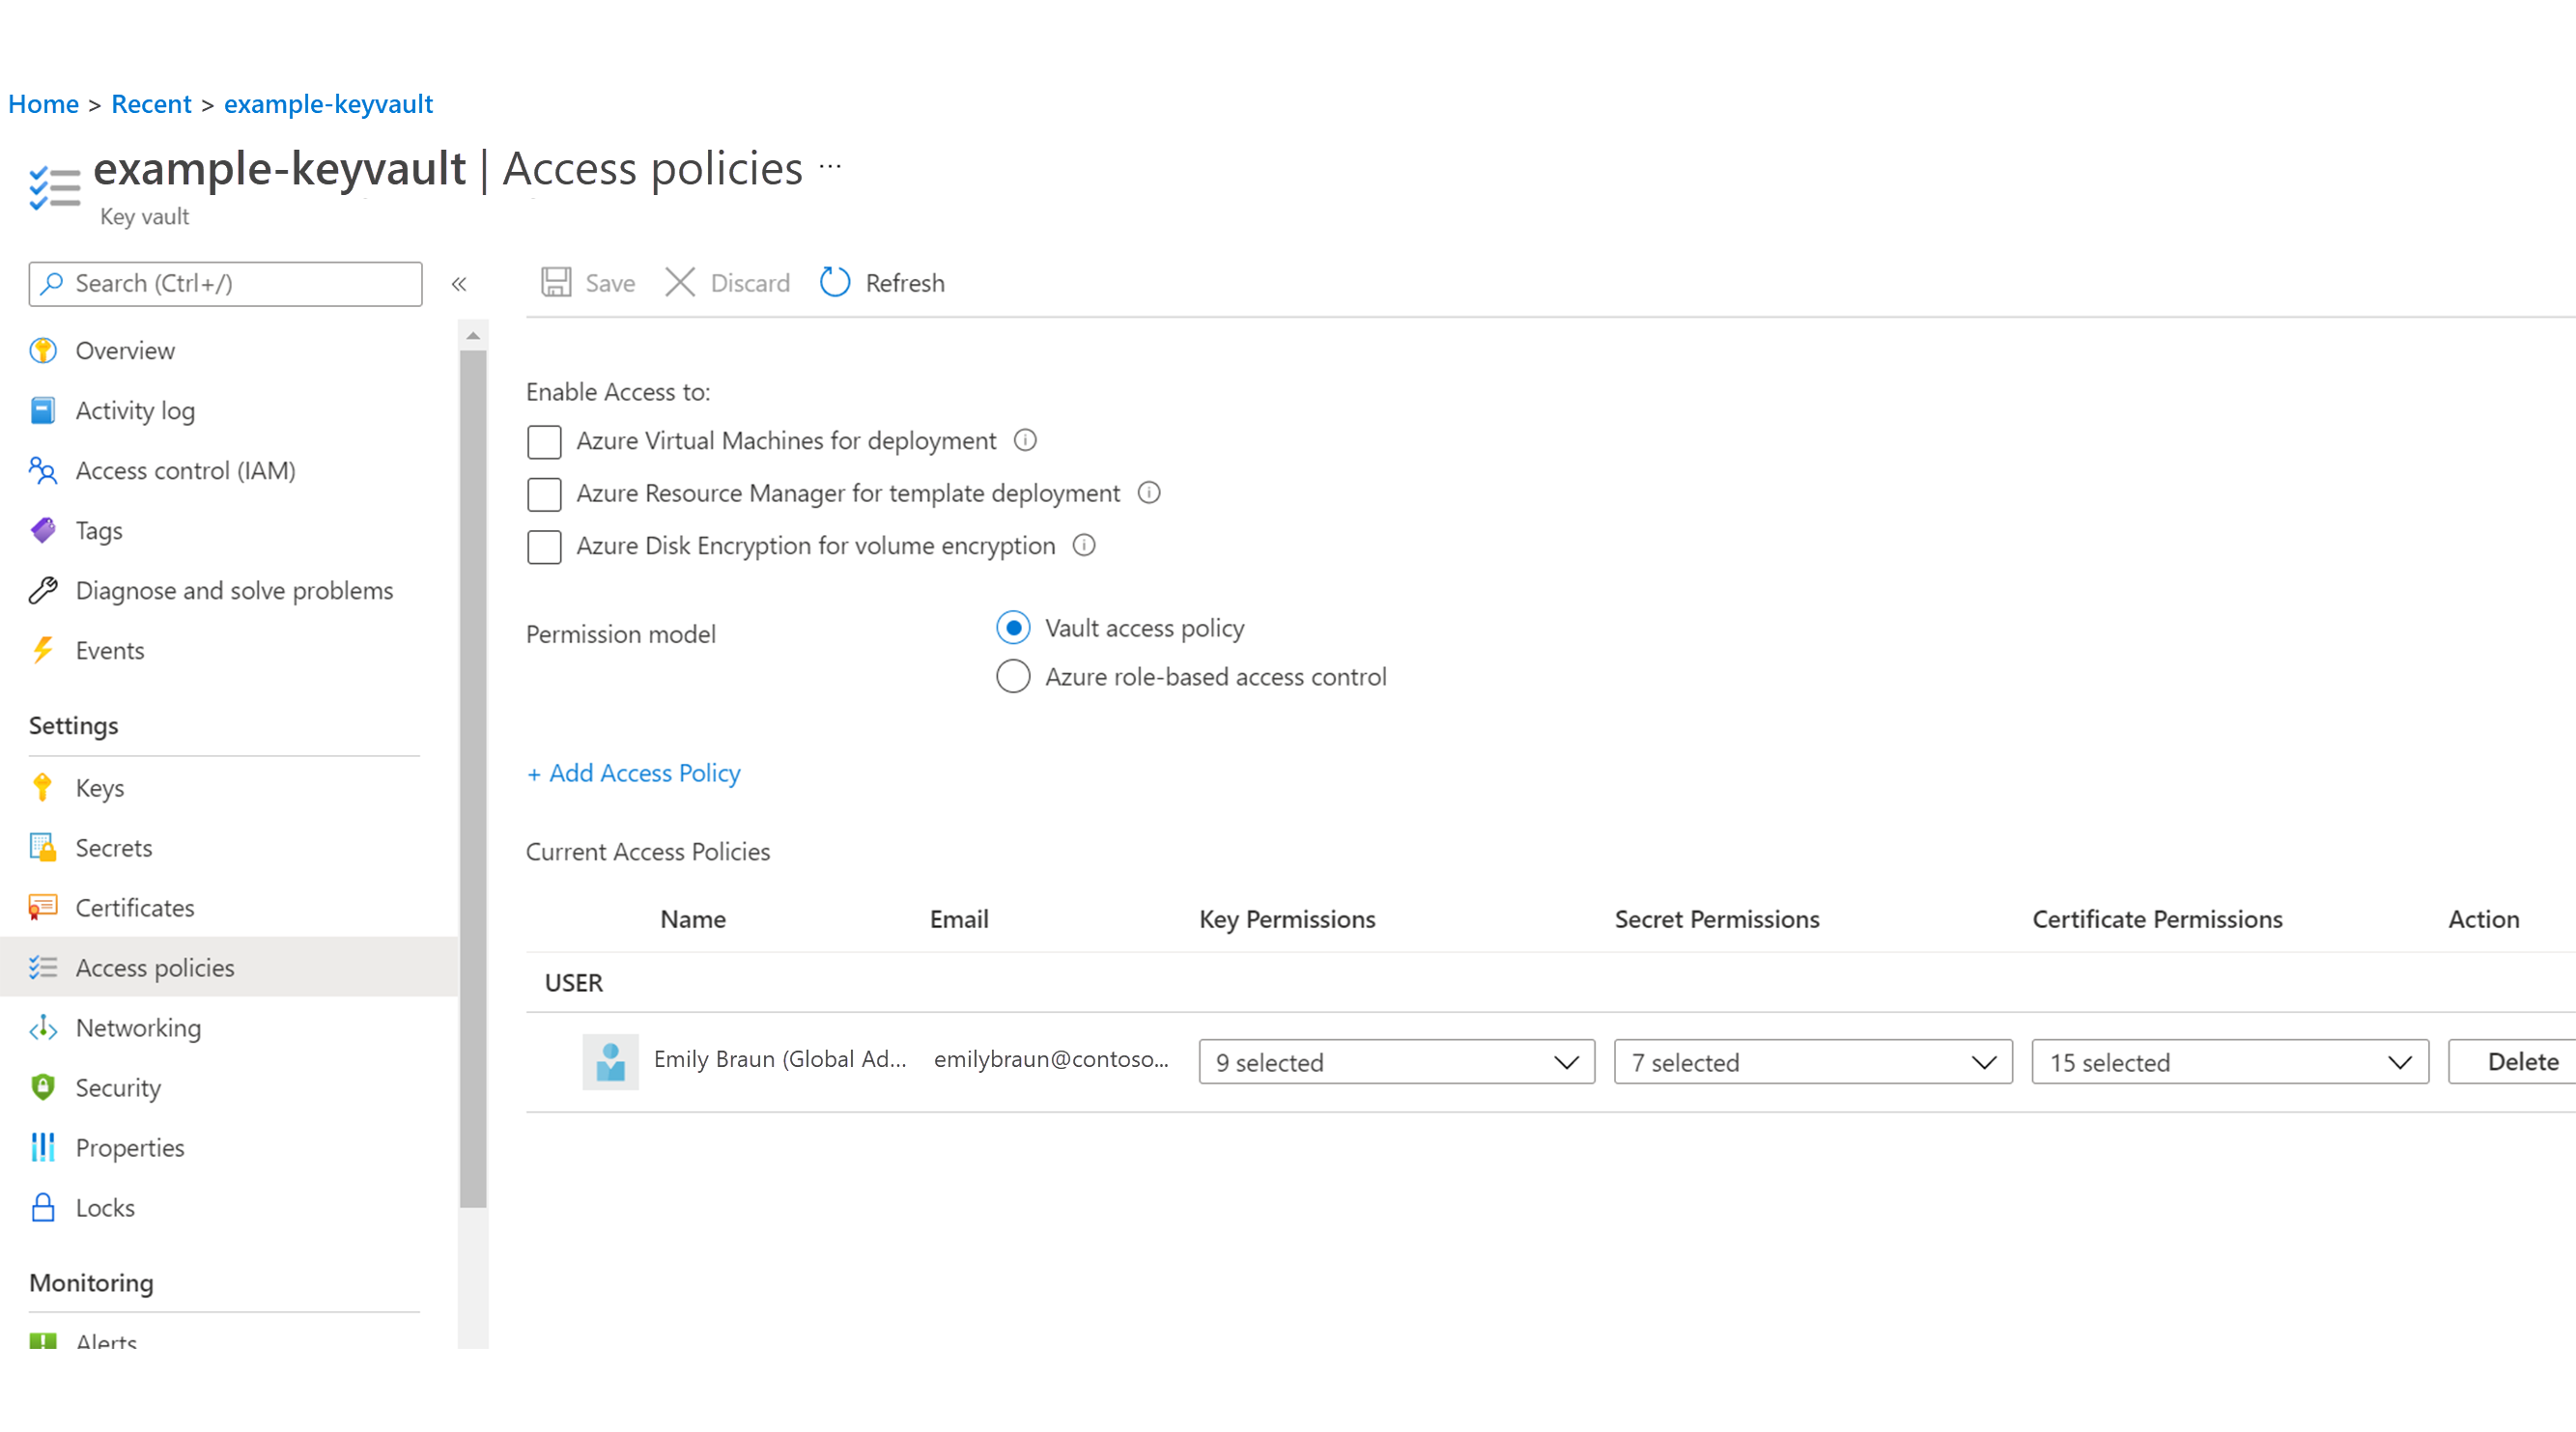 Home > Recent > example-keyvault
example-keyvault | Access policies ...
Key vault
Search (Ctrl+/)
«
Save Discard Refresh
Overview
Activity log
Access control (IAM)
Tags
Diagnose and solve problems
Events
Settings
Keys
Secrets
Certificates
Access policies
Networking
Security
Properties
Locks
Monitoring
Alerts
Enable Access to:
Azure Virtual Machines for deployment
Azure Resource Manager for template deployment
Azure Disk Encryption for volume encryption
Permission model
Vault access policy
Azure role-based access control
+ Add Access Policy
Current Access Policies
Name Email Key Permissions Secret Permissions Certificate Permissions Action
USER
Emily Braun (Global Ad... emilybraun@contoso... 9 selected 7 selected 15 selected Delete